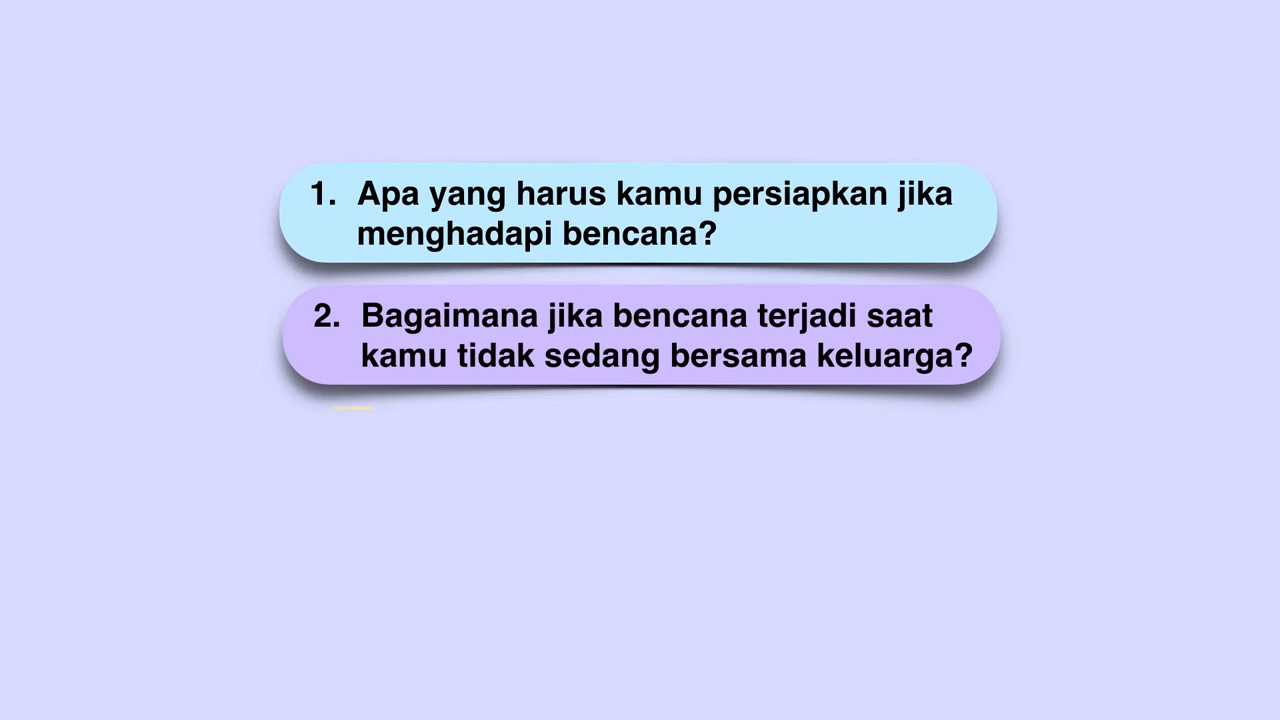 1. Apa yang harus kamu persiapkan jika
menghadapi bencana?
2. Bagaimana jika bencana terjadi saat
kamu tidak sedang bersama keluarga?